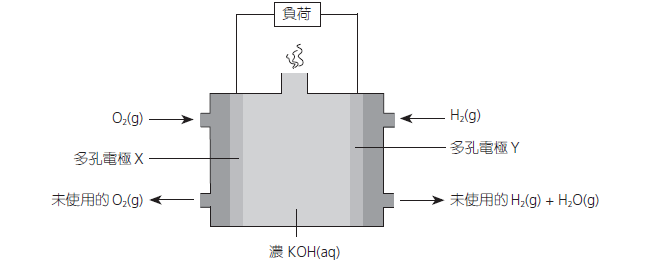 負荷
O₂(g)
H₂(g)
多孔電極 X
多孔電極 Y
未使用的 O₂(g)
未使用的 H₂(g) + H₂O(g)
濃 KOH(aq)